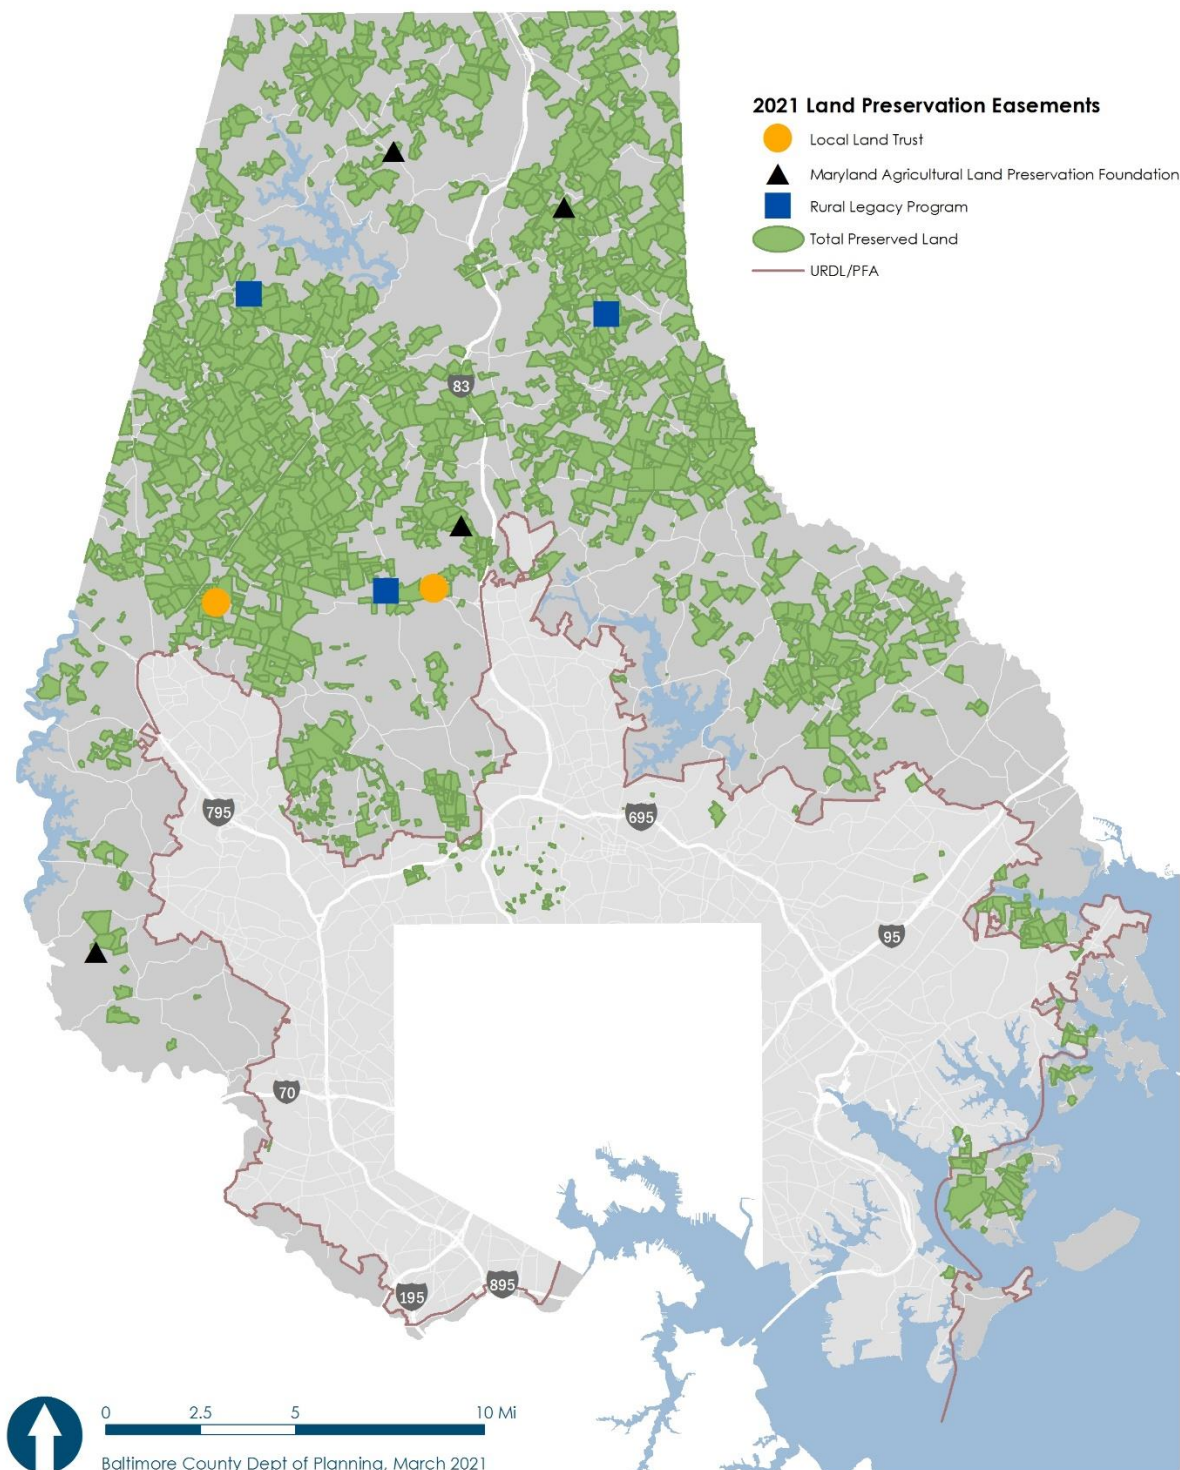 2021 Land Preservation Easements
Local Land Trust
Maryland Agricultural Land Preservation Foundation
Rural Legacy Program
Total Preserved Land
URDL/PFA
83
795
695
95
70
195
895
0 2.5 5 10 Mi
Baltimore County Dept of Planning, March 2021